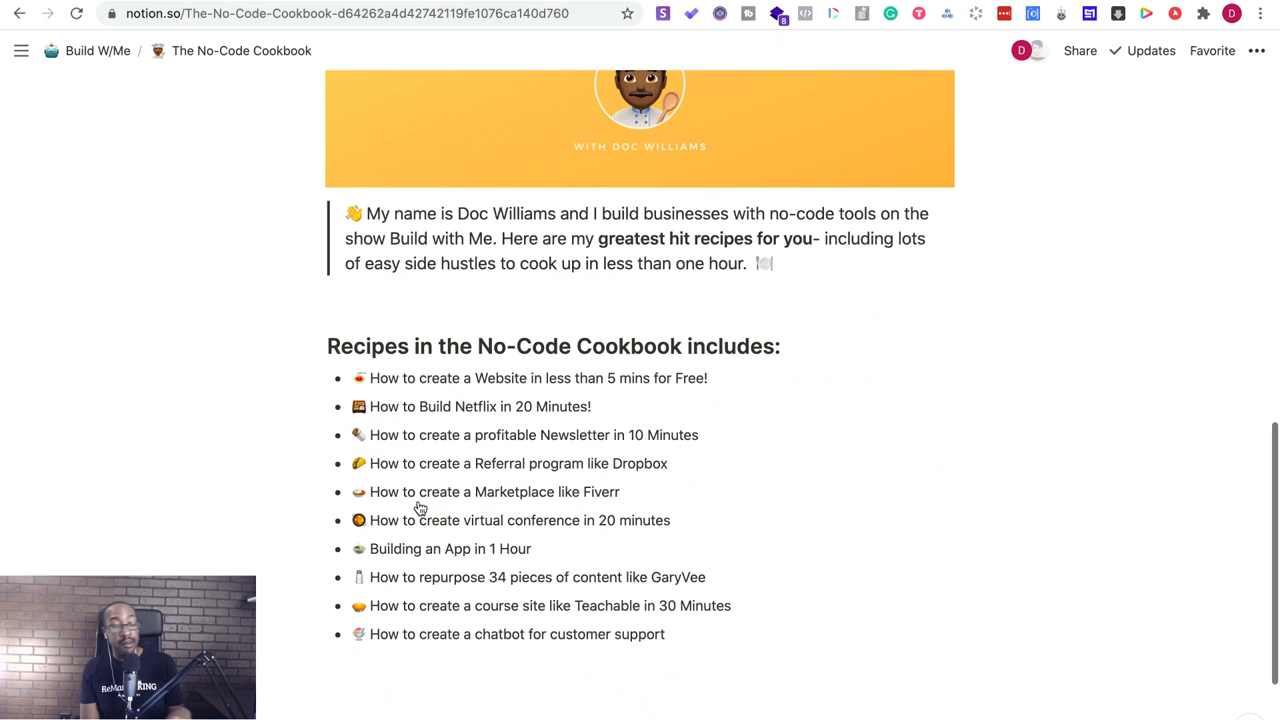 notion.so/The-No-Code-Cookbook-d64262a4d42742119fe1076ca140d760
Build W/Me / The No-Code Cookbook
D Share Updates Favorite
WITH DOC WILLIAMS
👋 My name is Doc Williams and I build businesses with no-code tools on the
show Build with Me. Here are my greatest hit recipes for you- including lots
of easy side hustles to cook up in less than one hour. 🍽️
Recipes in the No-Code Cookbook includes:
How to create a Website in less than 5 mins for Free!
How to Build Netflix in 20 Minutes!
How to create a profitable Newsletter in 10 Minutes
How to create a Referral program like Dropbox
How to create a Marketplace like Fiverr
How to create virtual conference in 20 minutes
Building an App in 1 Hour
How to repurpose 34 pieces of content like GaryVee
How to create a course site like Teachable in 30 Minutes
How to create a chatbot for customer support